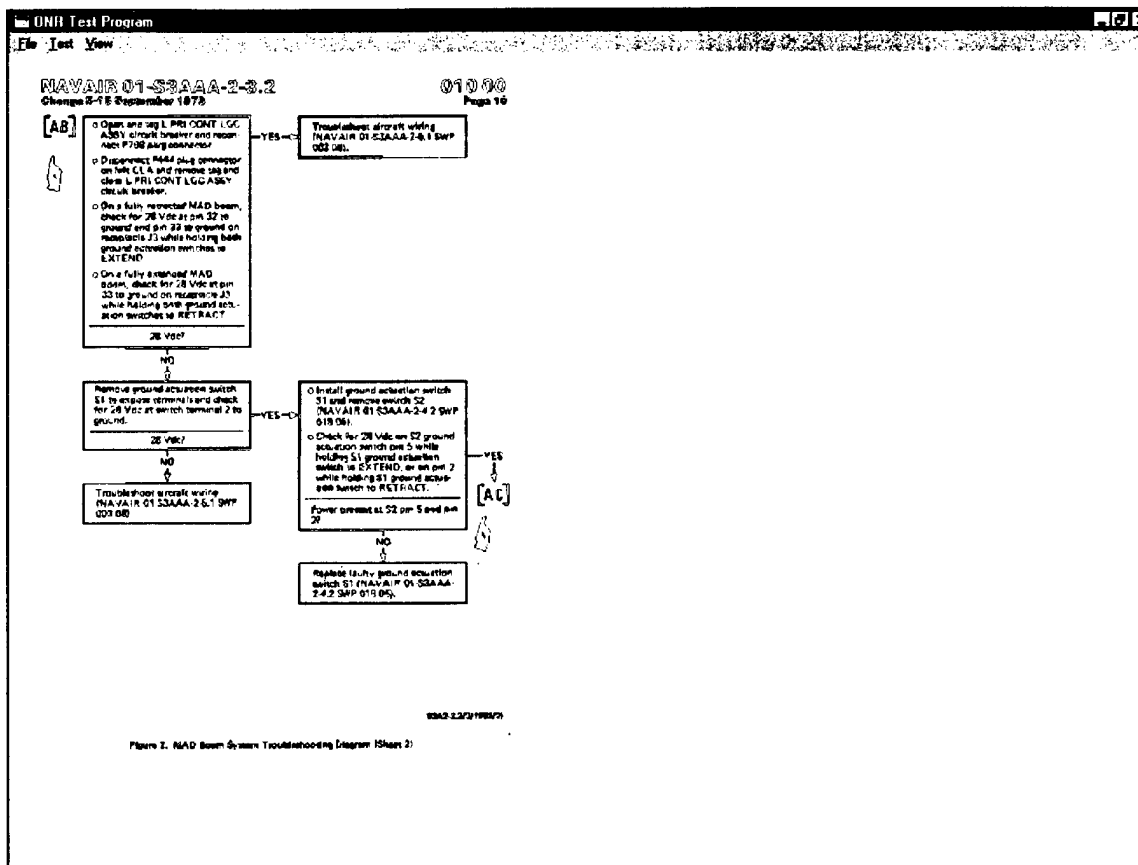 ONR Test Program
File Test View
NAVAIR 01-S3AAA-2-3.2
010 00
Change 2-15 September 1978
Page 10
[AB]
o Open and tag L PRI CONT LGC
ASSY circuit breaker and recon-
nect P798 plug connector
o Disconnect P444 plug connector
on left CLA and remove tag and
close L PRI CONT LGC ASSY
circuit breaker.
o On a fully retracted MAD boom,
check for 28 Vdc at pin 32 to
ground and pin 33 to ground on
receptacle J3 while holding both
ground actuation switches to
EXTEND
o On a fully extended MAD
boom, check for 28 Vdc at pin
33 to ground on receptacle J3
while holding both ground actu-
ation switches to RETRACT
28 Vdc?
YES
Troubleshoot aircraft wiring
(NAVAIR 01-S3AAA-2-5.1 SWP
003 08).
NO
Remove ground actuation switch
S1 to expose terminals and check
for 28 Vdc at switch terminal 2 to
ground.
28 Vdc?
YES
o Install ground actuation switch
S1 and remove switch S2
(NAVAIR 01-S3AAA-2-4.2 SWP
018 05).
o Check for 28 Vdc on S2 ground
actuation switch pin 5 while
holding S1 ground actuation
switch to EXTEND, or on pin 2
while holding S1 ground actua-
tion switch to RETRACT.
Power present at S2 pin 5 and pin
2?
YES
[AC]
NO
Troubleshoot aircraft wiring
(NAVAIR 01-S3AAA-2-5.1 SWP
003 08)
NO
Replace faulty ground actuation
switch S1 (NAVAIR 01-S3AAA-
2-4.2 SWP 018 05).
Figure 2. MAD Boom System Troubleshooting Diagram (Sheet 2)